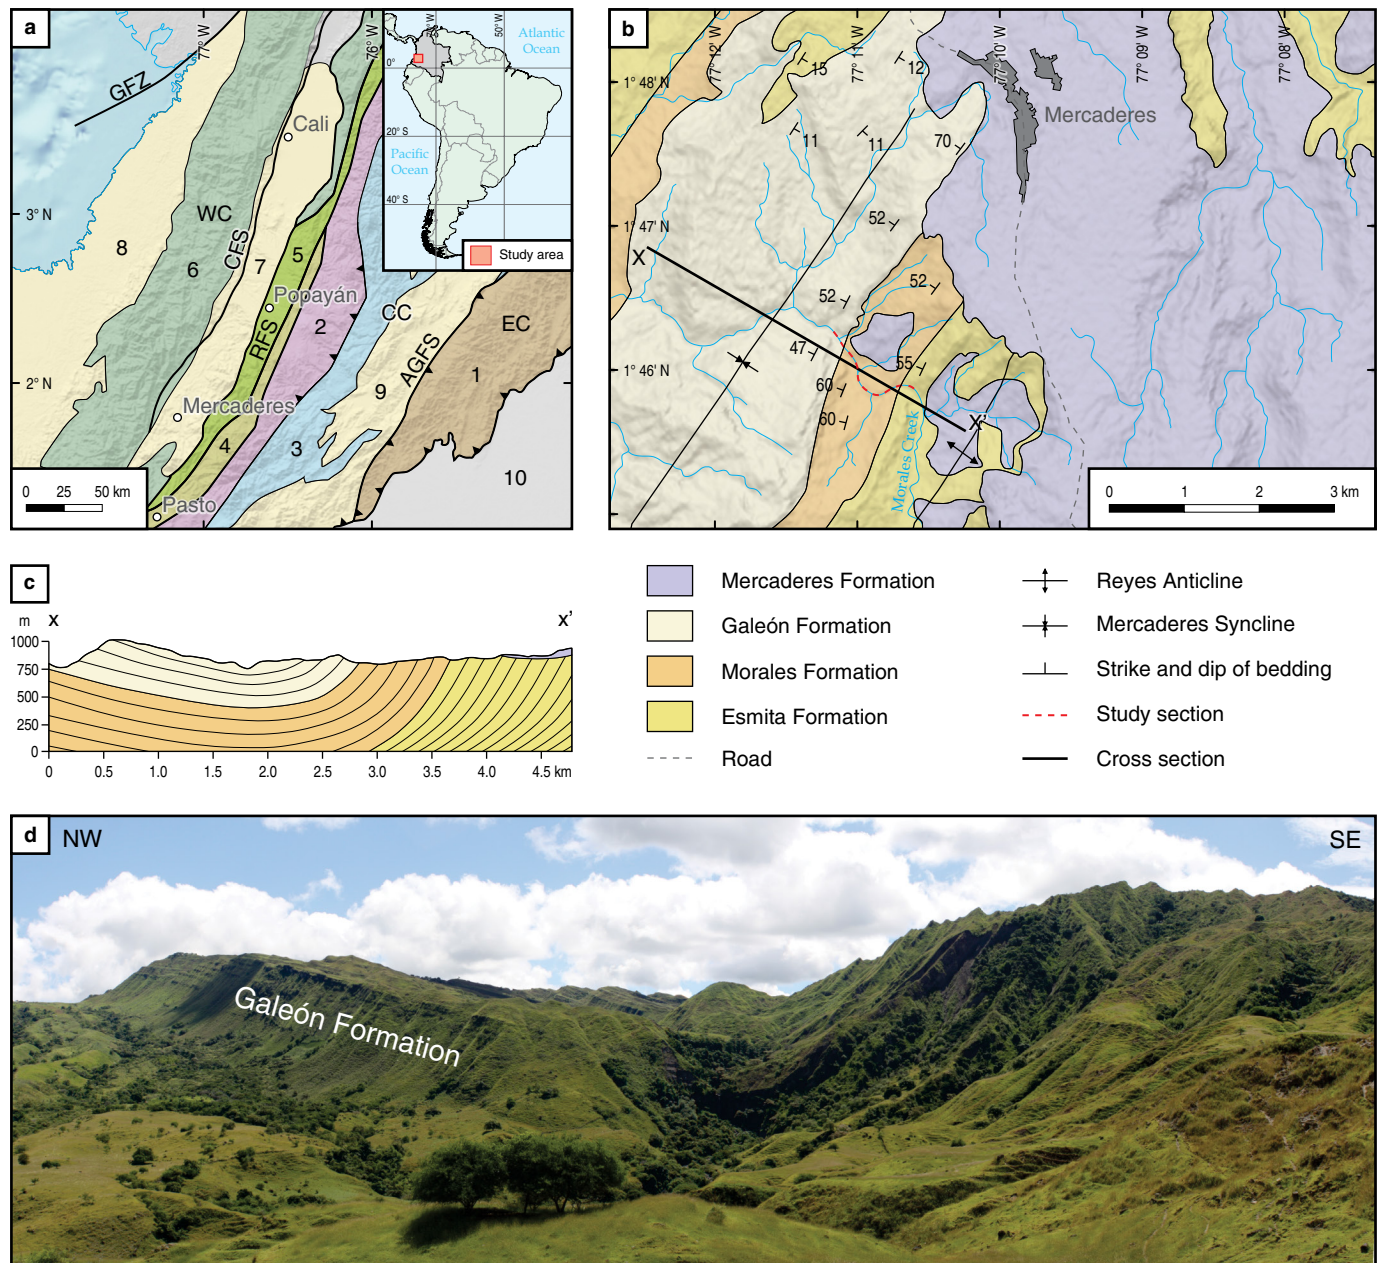 a
GFZ
77° W
76° W
Cali
3° N
WC
CES
8
6
7
5
Popayán
2
RFS
CC
EC
AGFS
1
9
2° N
Mercaderes
4
3
10
0 25 50 km
Pasto
50° W
Atlantic
Ocean
0°
20° S
Pacific
Ocean
40° S
Study area
b
77° 12' W
77° 11' W
77° 10' W
77° 09' W
77° 08' W
1° 48' N
15
12
Mercaderes
11
11
70
1° 47' N
52
X
52
52
1° 46' N
47
55
60
60
X'
Morales Creek
0 1 2 3 km
c
m X X'
1000
750
500
250
0
0 0.5 1.0 1.5 2.0 2.5 3.0 3.5 4.0 4.5 km
Mercaderes Formation
Galeón Formation
Morales Formation
Esmita Formation
Road
Reyes Anticline
Mercaderes Syncline
Strike and dip of bedding
Study section
Cross section
d
NW
SE
Galeón Formation